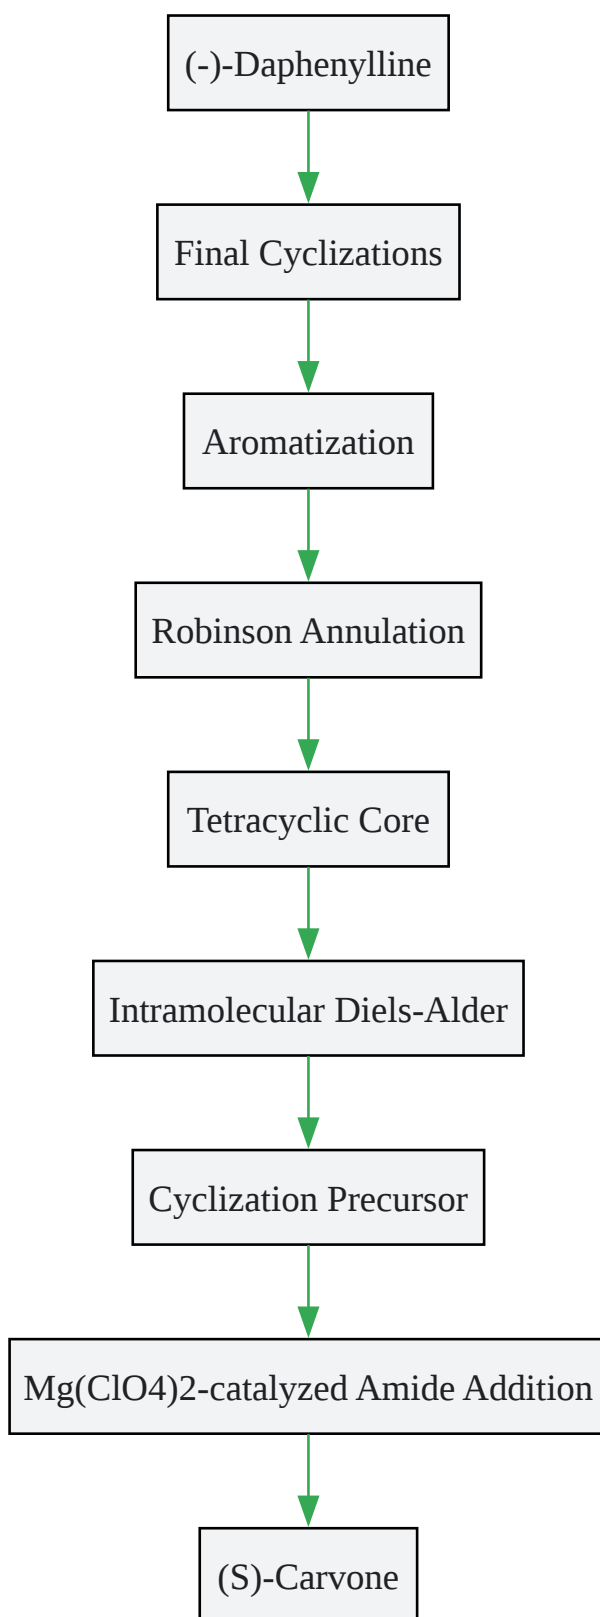 (-)-Daphenylline
Final Cyclizations
Aromatization
Robinson Annulation
Tetracyclic Core
Intramolecular Diels-Alder
Cyclization Precursor
Mg(ClO4)2-catalyzed Amide Addition
(S)-Carvone